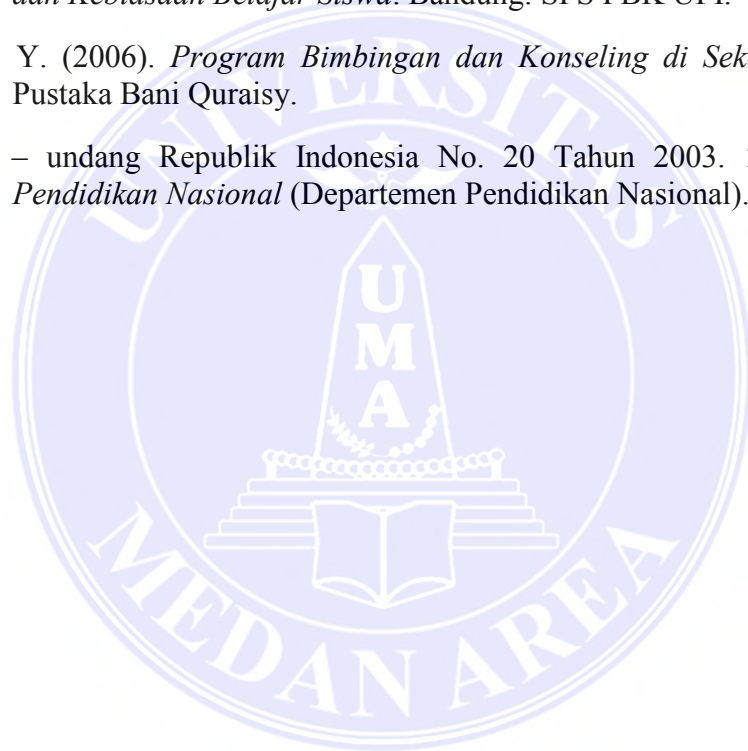 dan Kebiasaan Belajar Siswa. Bandung: SPS PBK UPI.
Y. (2006). Program Bimbingan dan Konseling di Sek
Pustaka Bani Quraisy.
– undang Republik Indonesia No. 20 Tahun 2003.
Pendidikan Nasional (Departemen Pendidikan Nasional).
UNIVERSITAS
U
M
A
MEDAN AREA